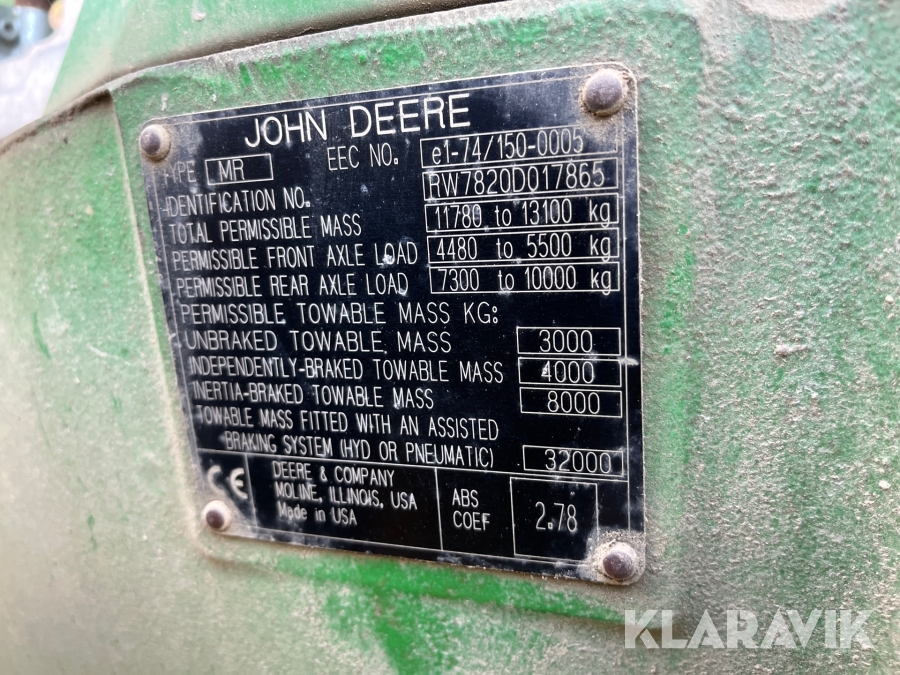 JOHN DEERE
TYPE MR EEC NO. e1-74/150-0005
IDENTIFICATION NO. RW7820D017865
TOTAL PERMISSIBLE MASS 11780 to 13100 kg
PERMISSIBLE FRONT AXLE LOAD 4480 to 5500 kg
PERMISSIBLE REAR AXLE LOAD 7300 to 10000 kg
PERMISSIBLE TOWABLE MASS KG:
UNBRAKED TOWABLE MASS 3000
INDEPENDENTLY-BRAKED TOWABLE MASS 4000
INERTIA-BRAKED TOWABLE MASS 8000
TOWABLE MASS FITTED WITH AN ASSISTED
BRAKING SYSTEM (HYD OR PNEUMATIC) 32000
CE
DEERE & COMPANY
MOLINE, ILLINOIS, USA
Made in USA
ABS
COEF
2.78
KLARAVIK